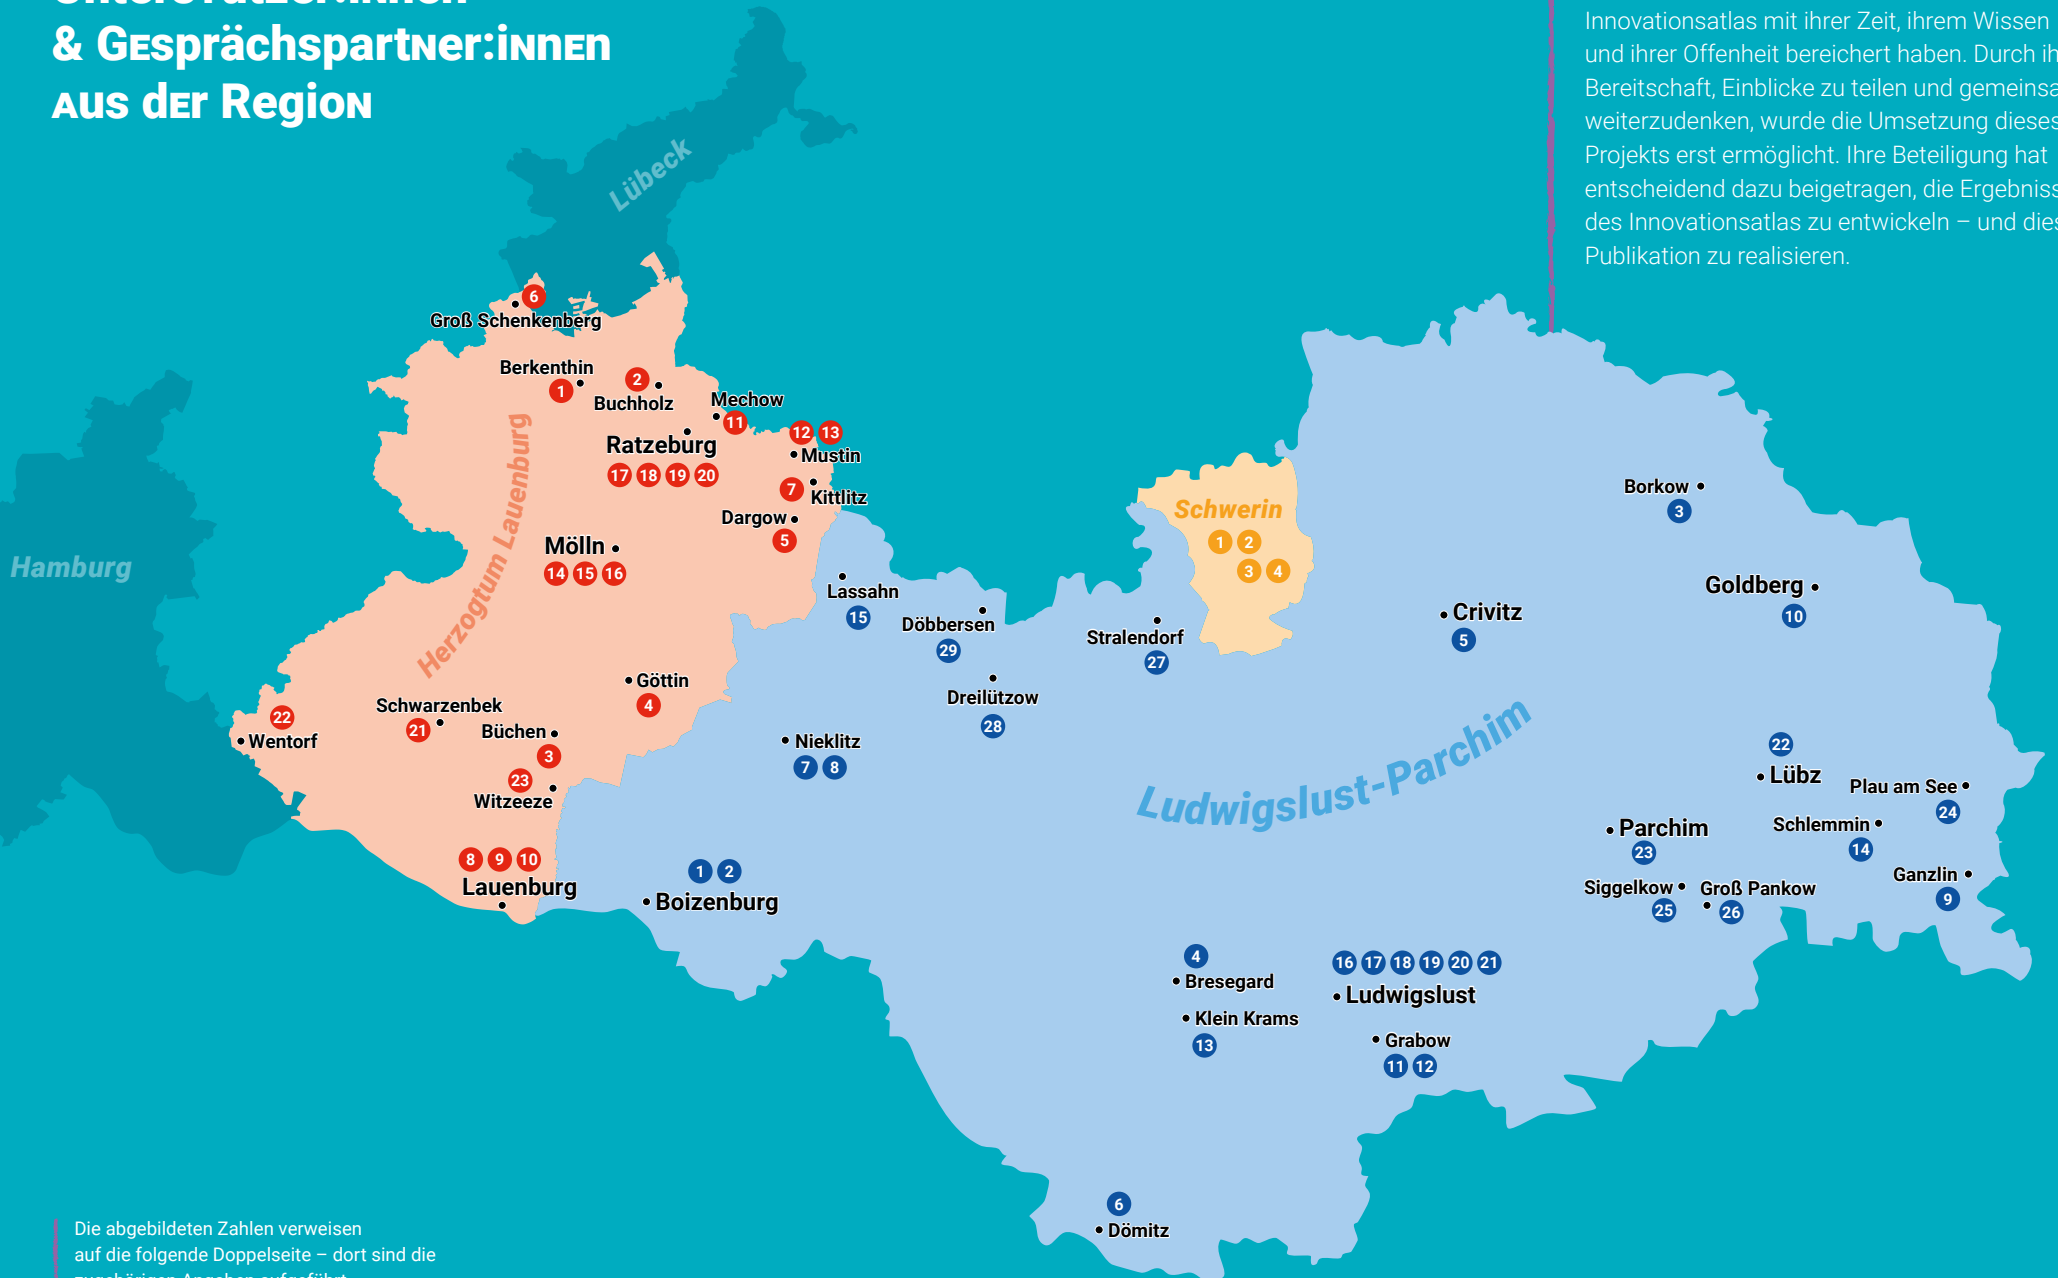 & Gesprächspartner:innen
aus der Region
Innovationsatlas mit ihrer Zeit, ihrem Wissen
und ihrer Offenheit bereichert haben. Durch
Bereitschaft, Einblicke zu teilen und
weiterzudenken, wurde die Umsetzung dieses
Projekts erst ermöglicht. Ihre Beteiligung hat
entscheidend dazu beigetragen, die
des Innovationsatlas zu entwickeln – und
Publikation zu realisieren.
Lübeck
Hamburg
Herzogtum Lauenburg
6
Groß Schenkenberg
Berkenthin
1
2
Buchholz
Mechow
11
Ratzeburg
17 18 19 20
12 13
Mustin
7
Kittlitz
Dargow
5
Mölln
14 15 16
Göttin
4
Schwarzenbek
21
22
Wentorf
Büchen
3
23
Witzeeze
8 9 10
Lauenburg
Schwerin
1 2
3 4
Ludwigslust-Parchim
Lassahn
15
Döbbersen
29
Dreilützow
28
Stralendorf
27
Nieklitz
7 8
1 2
Boizenburg
Borkow
3
Goldberg
10
Crivitz
5
22
Lübz
Plau am See
24
Parchim
23
Schlemmin
14
Siggelkow
25
Groß Pankow
26
Ganzlin
9
4
Bresegard
Klein Krams
13
16 17 18 19 20 21
Ludwigslust
Grabow
11 12
6
Dömitz
Die abgebildeten Zahlen verweisen
auf die folgende Doppelseite – dort sind die